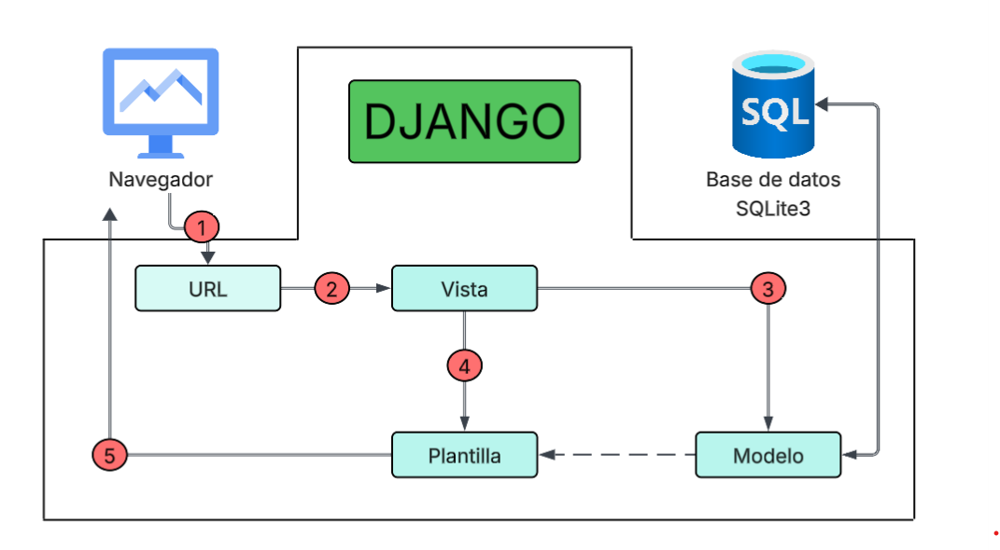 DJANGO
SQL
Navegador
Base de datos
SQLite3
1
URL
2
Vista
3
4
5
Plantilla
Modelo